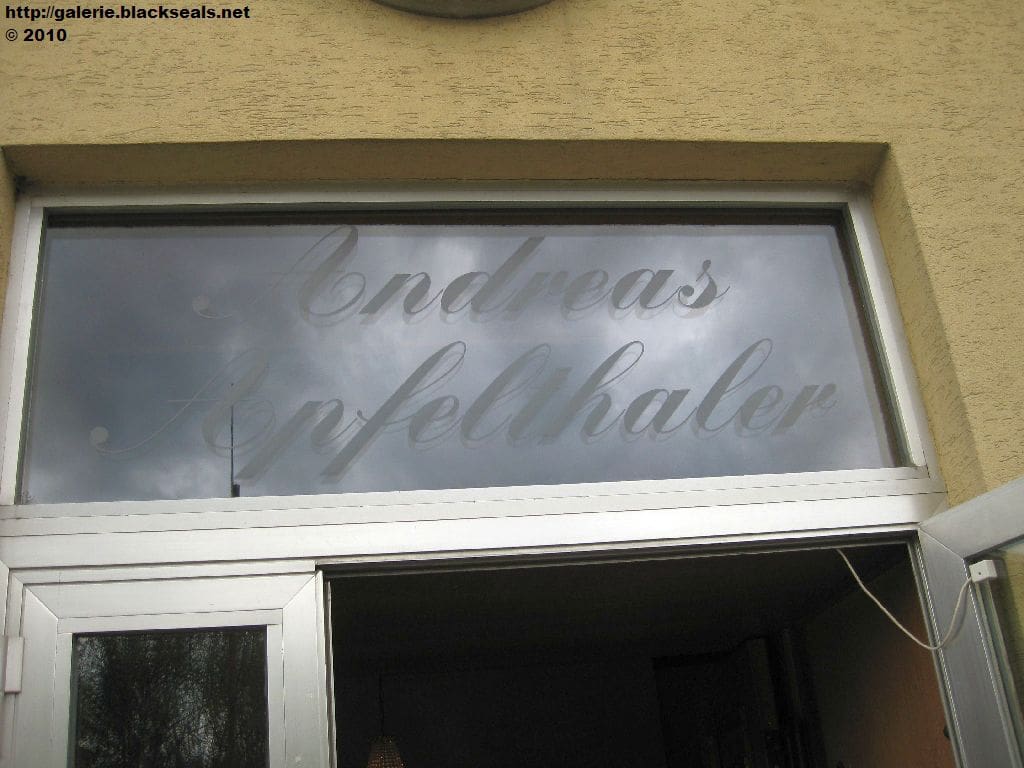 http://galerie.blackseals.net
© 2010
Andreas
Apfelthaler